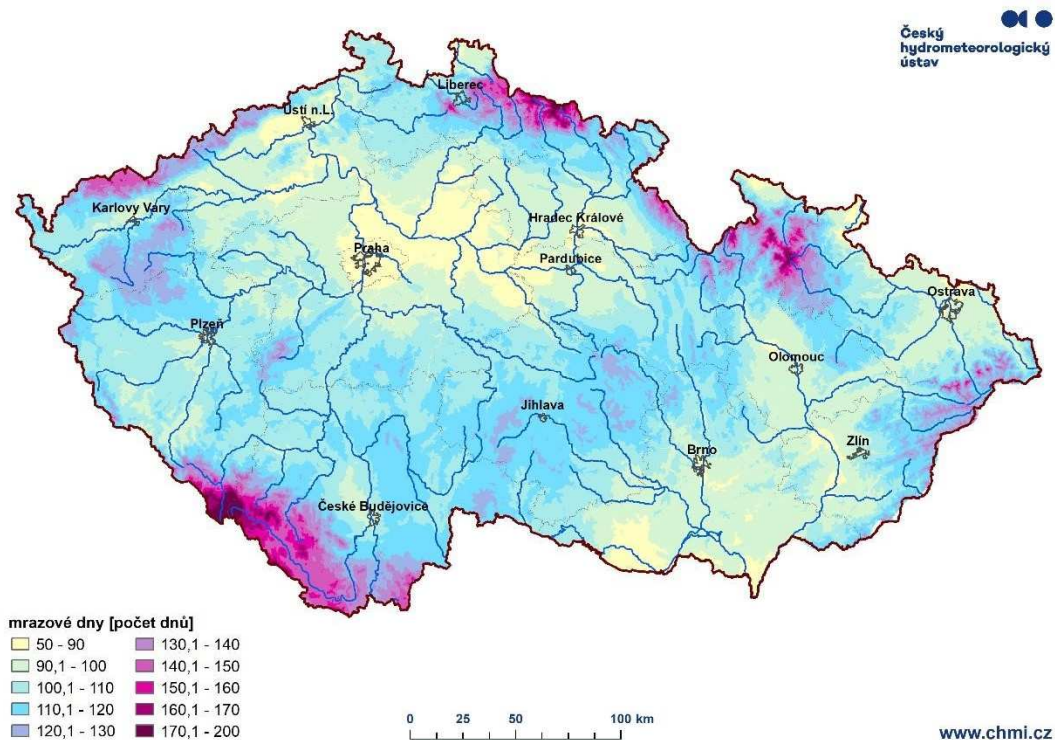 Český
hydrometeorologický
ústav
Liberec
Ústí n.L.
Karlovy Vary
Hradec Králové
Praha
Pardubice
Ostrava
Plzeň
Olomouc
Jihlava
Zlín
Brno
České Budějovice
mrazové dny [počet dnů]
50 - 90
130,1 - 140
90,1 - 100
140,1 - 150
100,1 - 110
150,1 - 160
110,1 - 120
160,1 - 170
120,1 - 130
170,1 - 200
0 25 50 100 km
www.chmi.cz